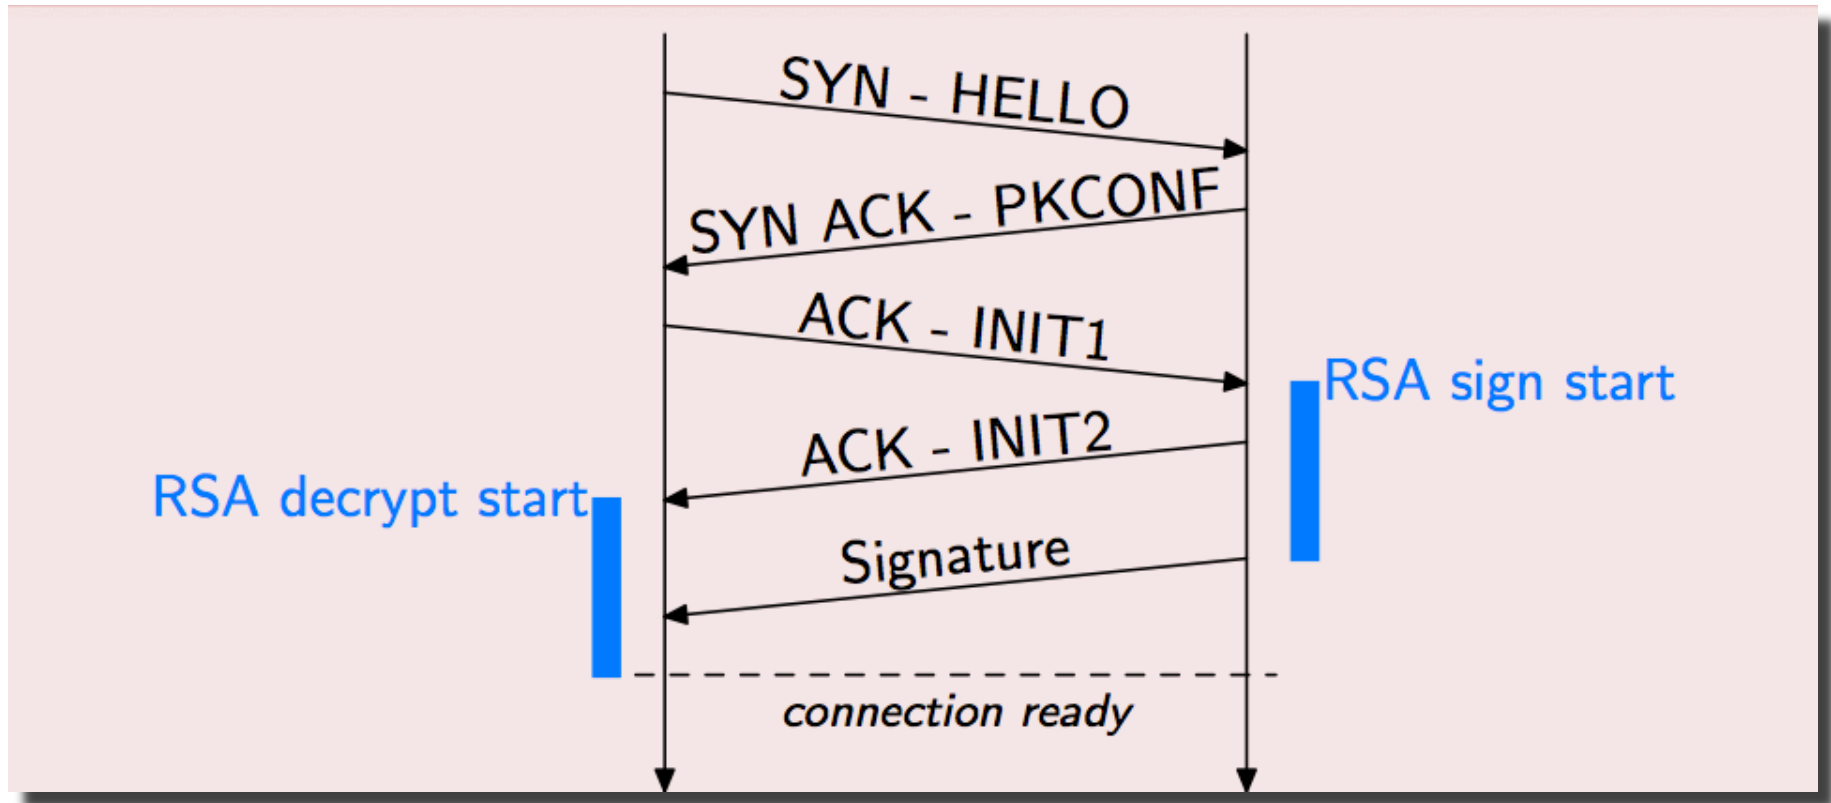 SYN - HELLO
SYN ACK - PKCONF
ACK - INIT1
RSA sign start
ACK - INIT2
RSA decrypt start
Signature
connection ready